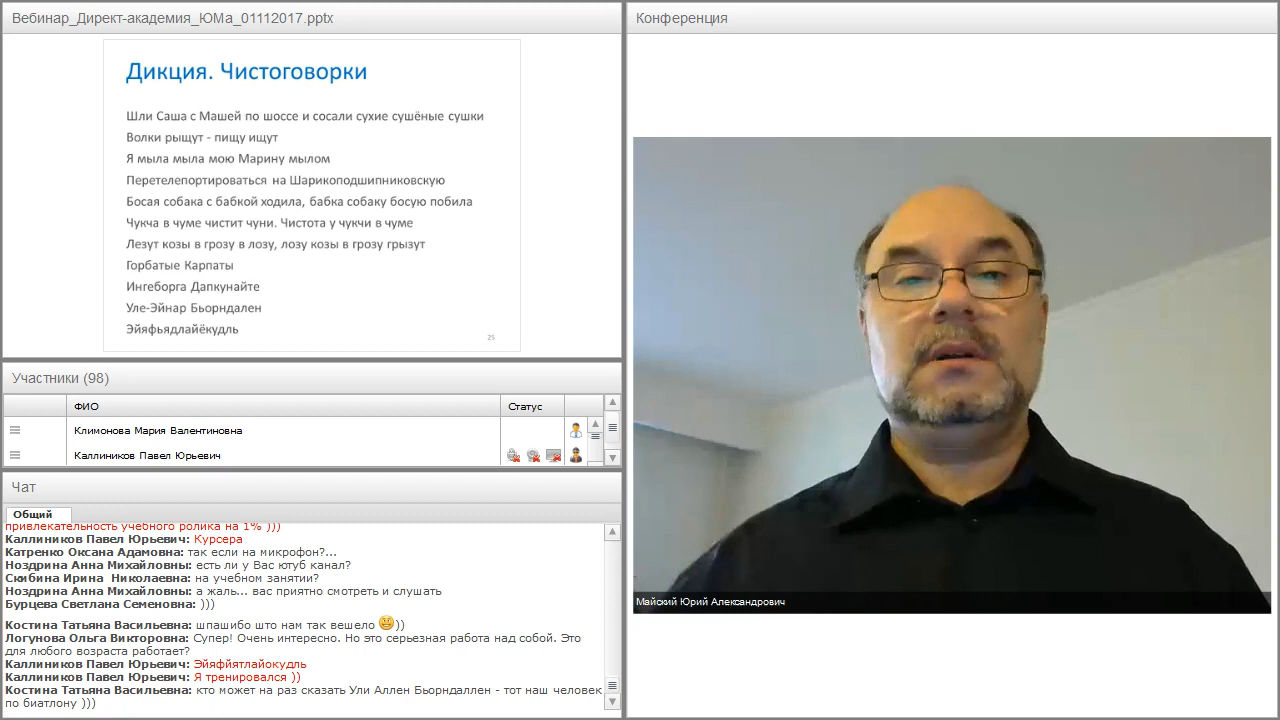 Вебинар_Директ-академия_ЮМа_01112017.pptx
Дикция. Чистоговорки
Шли Саша с Машей по шоссе и сосали сухие сушёные сушки
Волки рыщут - пищу ищут
Я мыла мыла мою Марину мылом
Перетелепортироваться на Шарикоподшипниковскую
Босая собака с бабкой ходила, бабка собаку босую побила
Чукча в чуме чистит чуни. Чистота у чукчи в чуме
Лезут козы в грозу в лозу, лозу козы в грозу грызут
Горбатые Карпаты
Ингеборга Дапкунайте
Уле-Эйнар Бьорндален
Эйяфьядлайёкудль
25
Участники (98)
ФИО Статус
Климонова Мария Валентиновна
Каллиников Павел Юрьевич
Чат
Общий
привлекательность учебного ролика на 1% )))
Каллиников Павел Юрьевич: Курсера
Катренко Оксана Адамовна: так если на микрофон?...
Ноздрина Анна Михайловны: есть ли у Вас ютуб канал?
Скибина Ирина  Николаевна: на учебном занятии?
Ноздрина Анна Михайловны: а жаль... вас приятно смотреть и слушать
Бурцева Светлана Семеновна: )))
Костина Татьяна Васильевна: шпашибо што нам так вешело ))
Логунова Ольга Викторовна: Супер! Очень интересно. Но это серьезная работа над собой. Это
для любого возраста работает?
Каллиников Павел Юрьевич: Эйяфйятлайокудль
Каллиников Павел Юрьевич: Я тренировался ))
Костина Татьяна Васильевна: кто может на раз сказать Ули Аллен Бьорндаллен - тот наш человек
по биатлону )))
Конференция
Майский Юрий Александрович